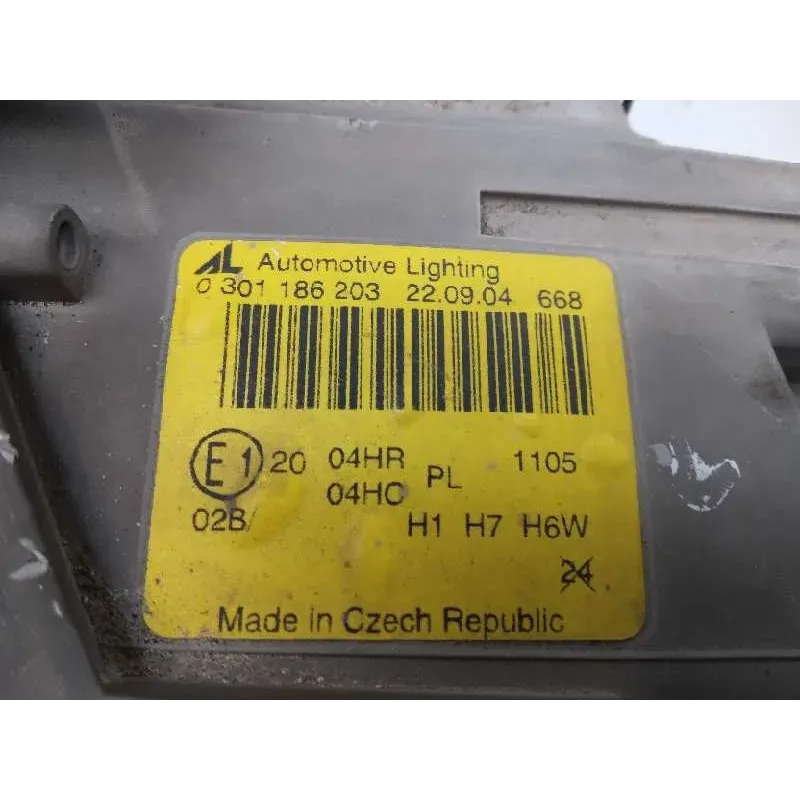 AL Automotive Lighting
0 301 186 203 22.09.04 668
E1 20 04HR PL 1105
04HC
02B/ H1 H7 H6W
24
Made in Czech Republic